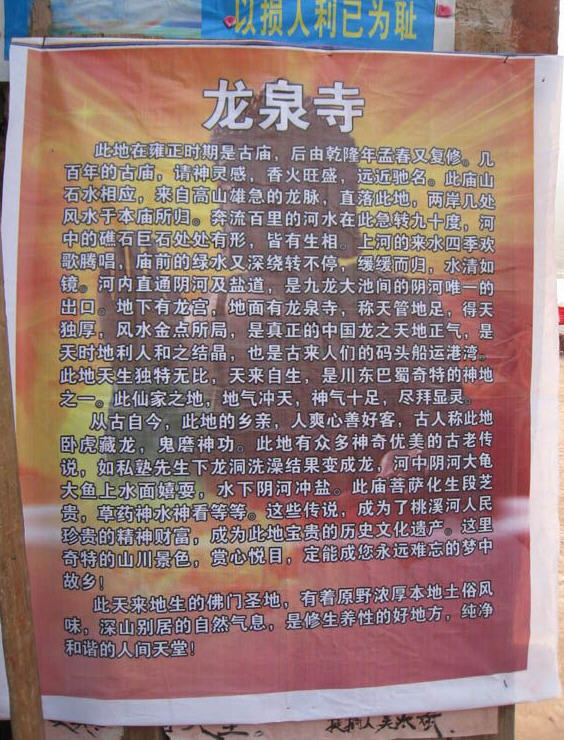 以损人利己为耻
龙泉寺
此地在雍正时期是古庙，后由乾隆年孟春又复修。几
百年的古庙，请神灵感，香火旺盛，远近驰名。此庙山
石水相应，来自高山雄急的龙脉，直落此地，两岸几处
风水于本庙所归。奔流百里的河水在此急转九十度，河
中的礁石巨石处处有形，皆有生相。上河的来水四季欢
歌腾唱，庙前的绿水又深绕转不停，缓缓而归，水清如
镜。河内直通阴河及盐道，是九龙大池间的阴河唯一的
出口。地下有龙宫，地面有龙泉寺，称天管地足，得天
独厚，风水金点所局，是真正的中国龙之天地正气，是
天时地利人和之结晶，也是古来人们的码头船运港湾。
此地天生独特无比，天来自生，是川东巴蜀奇特的神地
之一。此仙家之地，地气冲天，神气十足，尽拜显灵。
从古自今，此地的乡亲，人爽心善好客，古人称此地
卧虎藏龙，鬼磨神功。此地有众多神奇优美的古老传
说，如私塾先生下龙洞洗澡结果变成龙，河中阴河大龟
大鱼上水面嬉耍，水下阴河冲盐。此庙菩萨化生段芝
贵，草药神水神看等等。这些传说，成为了桃溪河人民
珍贵的精神财富，成为此地宝贵的历史文化遗产。这里
奇特的山川景色，赏心悦目，定能成您永远难忘的梦中
故乡！
此天来地生的佛门圣地，有着原野浓厚本地土俗风
味，深山别居的自然气息，是修生养性的好地方，纯净
和谐的人间天堂！